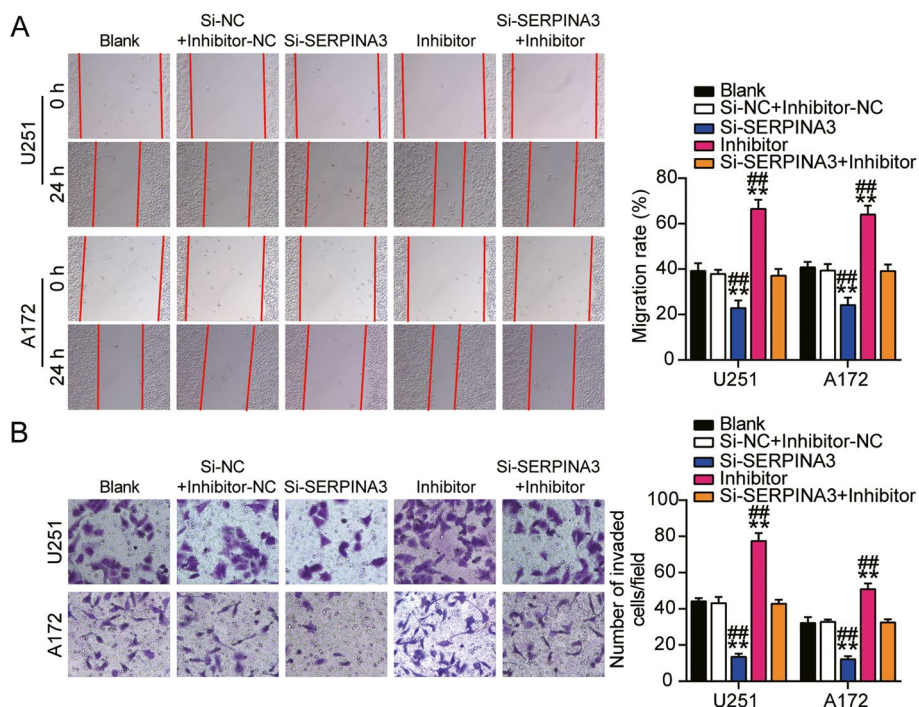 A
Blank
Si-NC
+Inhibitor-NC
Si-SERPINA3
Inhibitor
Si-SERPINA3
+Inhibitor
U251
0 h
24 h
A172
0 h
24 h
Blank
Si-NC+Inhibitor-NC
Si-SERPINA3
Inhibitor
Si-SERPINA3+Inhibitor
Migration rate (%)
80
60
40
20
0
##
**
##
**
##
**
##
**
U251
A172
B
Blank
Si-NC
+Inhibitor-NC
Si-SERPINA3
Inhibitor
Si-SERPINA3
+Inhibitor
U251
A172
Blank
Si-NC+Inhibitor-NC
Si-SERPINA3
Inhibitor
Si-SERPINA3+Inhibitor
Number of invaded
cells/field
100
80
60
40
20
0
##
**
##
**
##
**
##
**
U251
A172